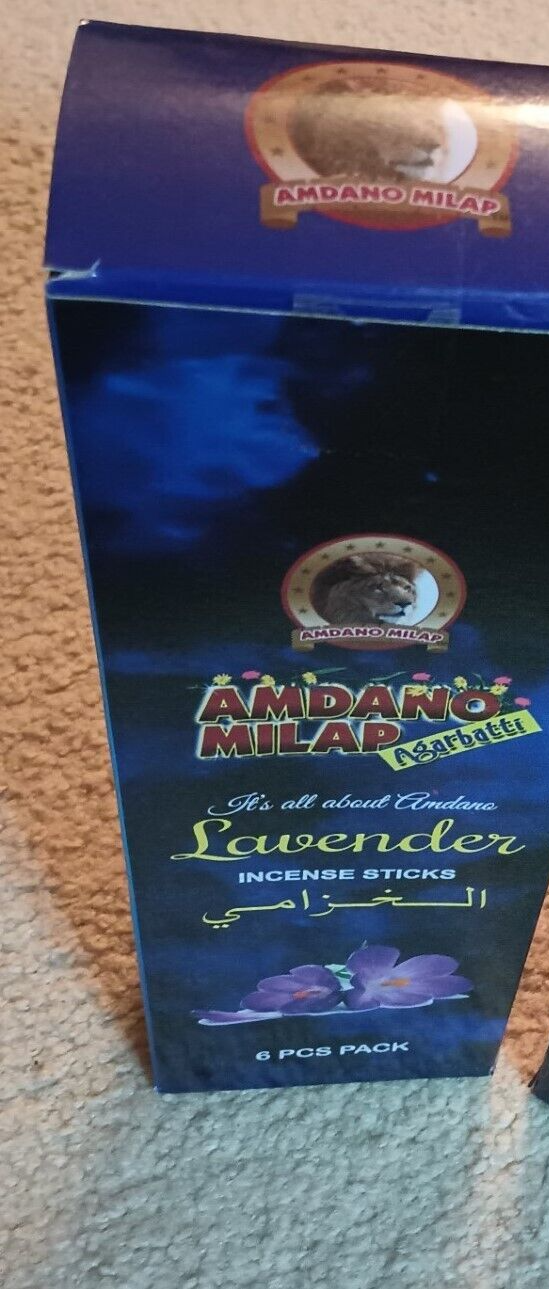 AMDANO MILAP
AMDANO MILAP
AMDANO
MILAP
Agarbatti
It's all about Amdano
Lavender
INCENSE STICKS
الخزامي
6 PCS PACK